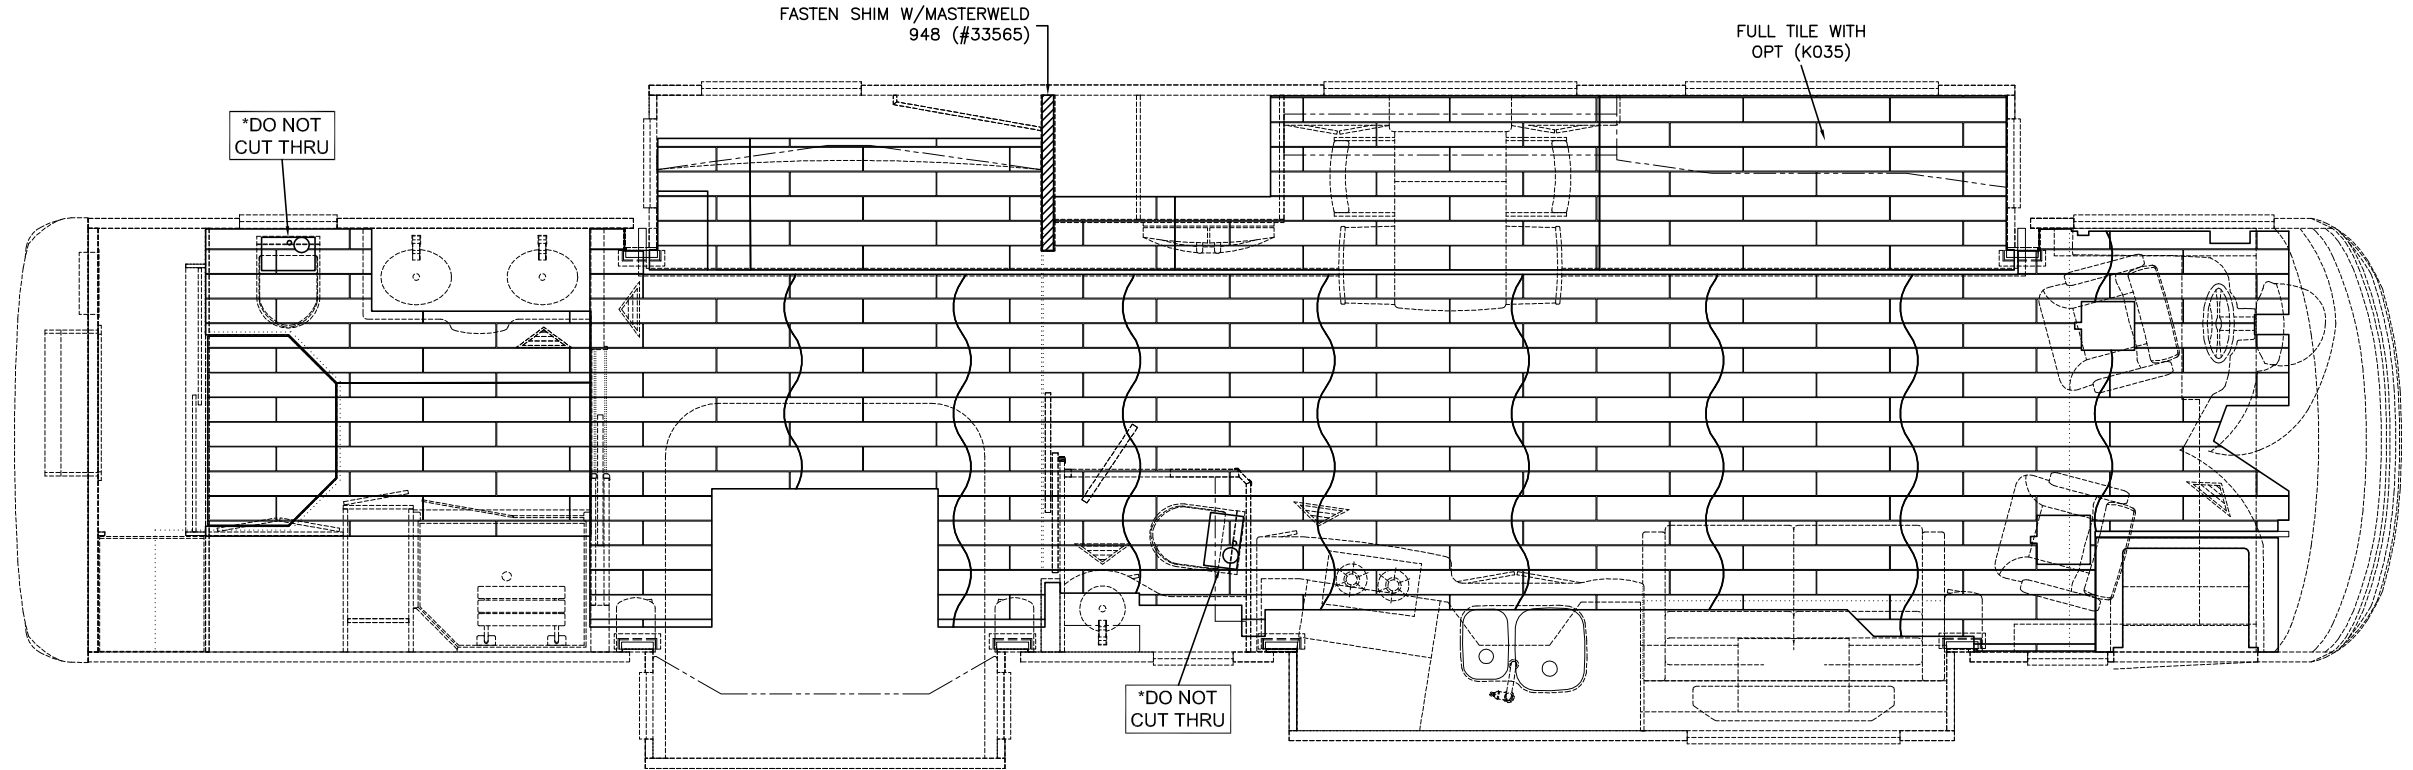 FASTEN SHIM W/MASTERWELD
948 (#33565)
FULL TILE WITH
OPT (K035)
*DO NOT
CUT THRU
*DO NOT
CUT THRU